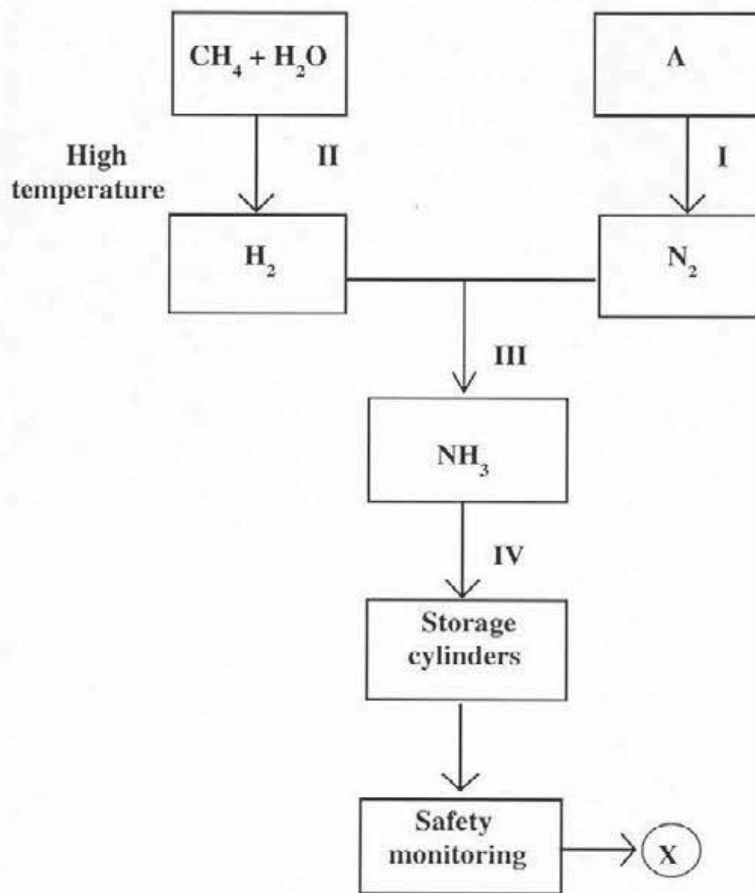 CH₄ + H₂O
A
High
temperature
II
I
H₂
N₂
III
NH₃
IV
Storage
cylinders
Safety
monitoring
X